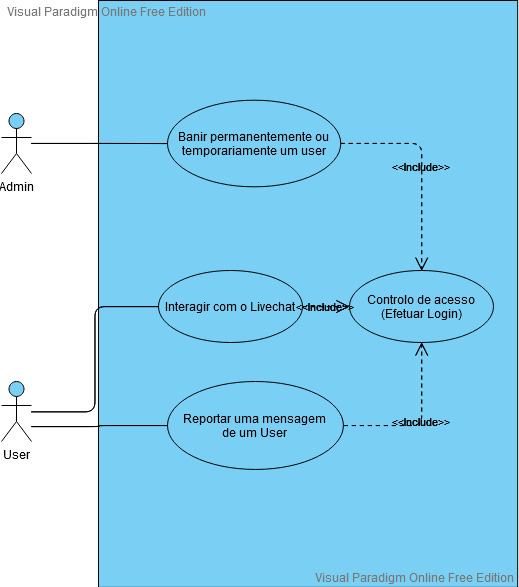 Visual Paradigm Online Free Edition
Banir permanentemente ou
temporariamente um user
<<Include>>
Admin
Interagir com o Livechat
<<Include>>
Controlo de acesso
(Efetuar Login)
Reportar uma mensagem
de um User
<<Include>>
User
Visual Paradigm Online Free Edition